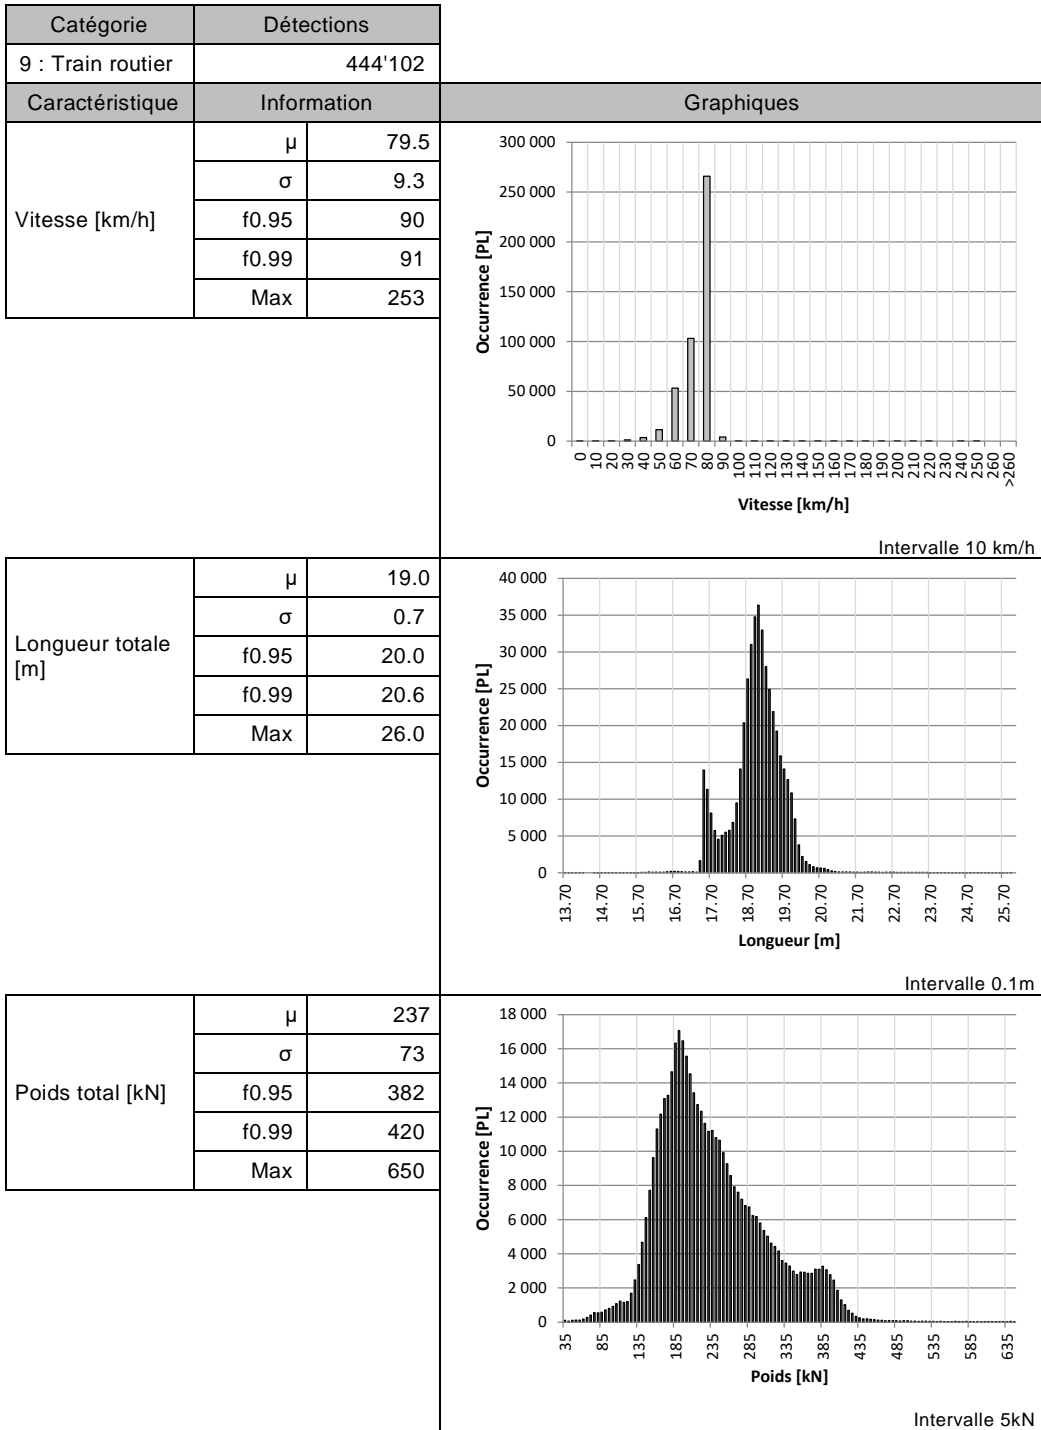 Catégorie Détections
9 : Train routier 444'102
Caractéristique Information Graphiques
Vitesse [km/h]
µ 79.5
σ 9.3
f0.95 90
f0.99 91
Max 253
Occurrence [PL]
300 000
250 000
200 000
150 000
100 000
50 000
0
0 10 20 30 40 50 60 70 80 90 100 110 120 130 140 150 160 170 180 190 200 210 220 230 240 250 260 >260
Vitesse [km/h]
Intervalle 10 km/h
Longueur totale
[m]
µ 19.0
σ 0.7
f0.95 20.0
f0.99 20.6
Max 26.0
Occurrence [PL]
40 000
35 000
30 000
25 000
20 000
15 000
10 000
5 000
0
13.70 14.70 15.70 16.70 17.70 18.70 19.70 20.70 21.70 22.70 23.70 24.70 25.70
Longueur [m]
Intervalle 0.1m
Poids total [kN]
µ 237
σ 73
f0.95 382
f0.99 420
Max 650
Occurrence [PL]
18 000
16 000
14 000
12 000
10 000
8 000
6 000
4 000
2 000
0
35 85 135 185 235 285 335 385 435 485 535 585 635
Poids [kN]
Intervalle 5kN